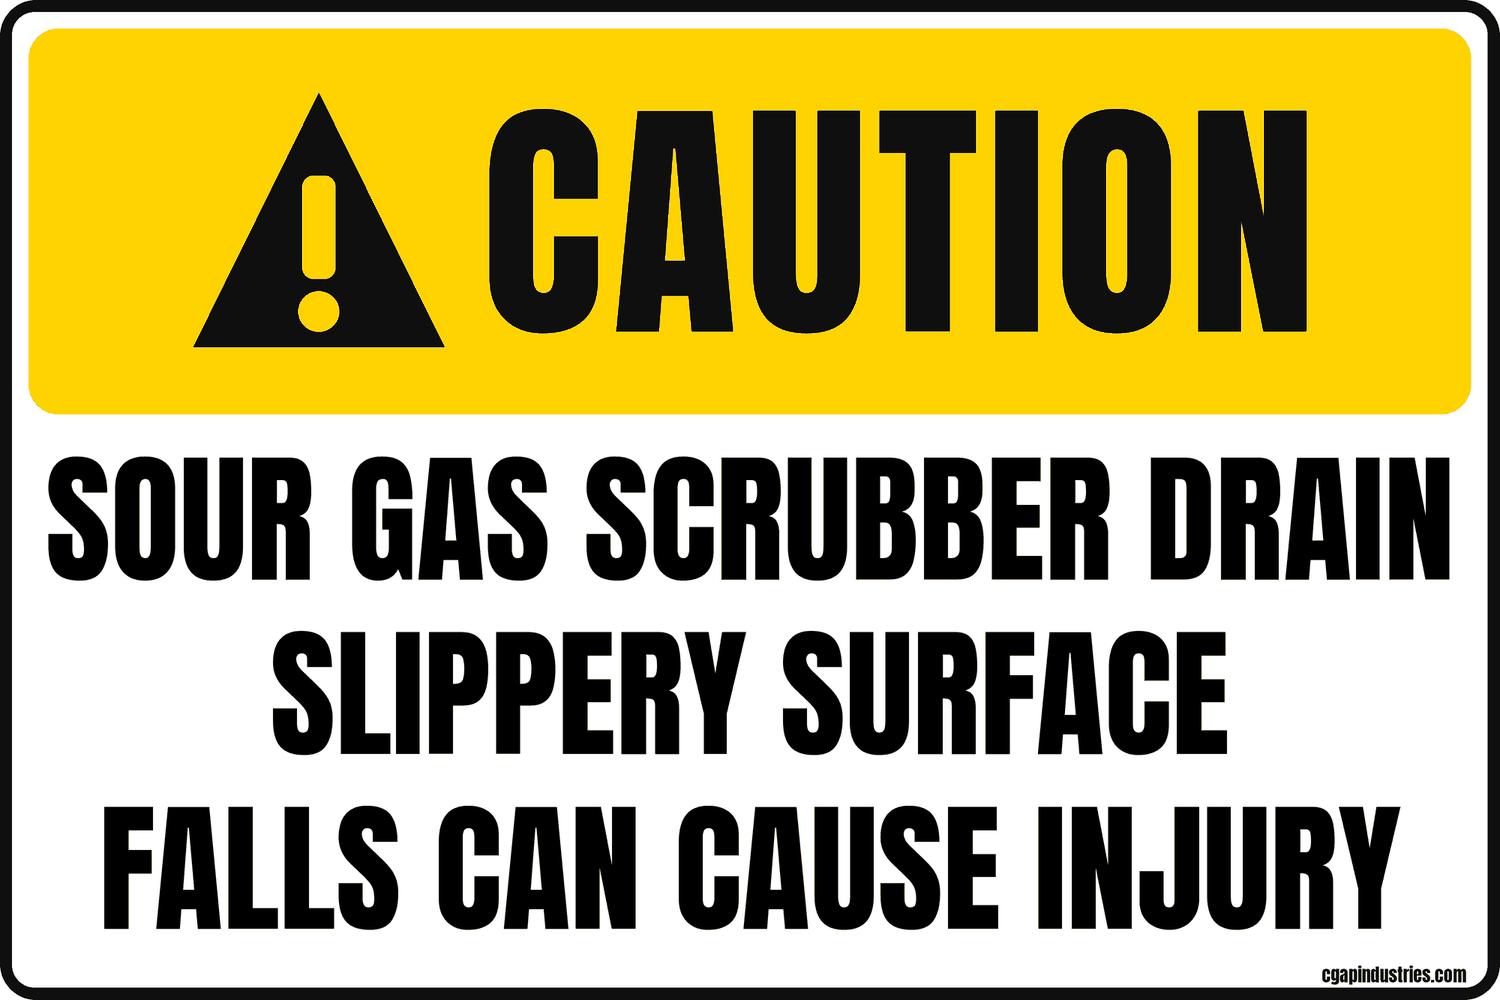 CAUTION
SOUR GAS SCRUBBER DRAIN
SLIPPERY SURFACE
FALLS CAN CAUSE INJURY
cgapindustries.com